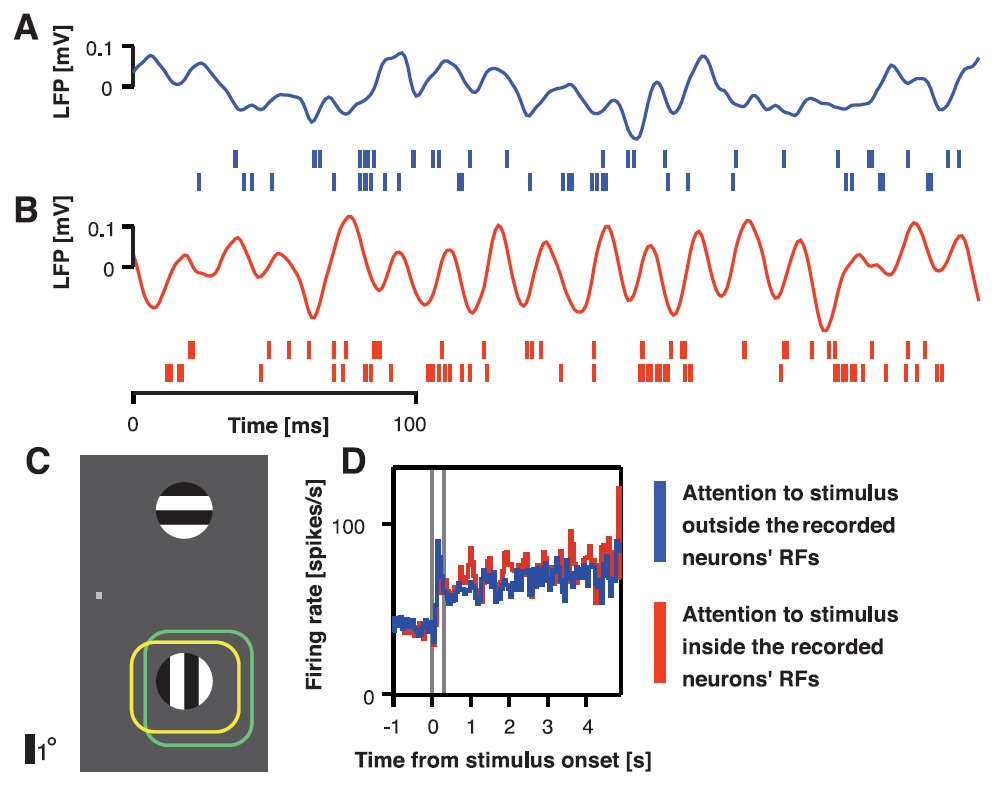 A
LFP [mV]
0.1
0
B
LFP [mV]
0.1
0
0
Time [ms]
100
C
1°
D
Firing rate [spikes/s]
100
0
-1
0
1
2
3
4
Time from stimulus onset [s]
Attention to stimulus
outside the recorded
neurons' RFs
Attention to stimulus
inside the recorded
neurons' RFs